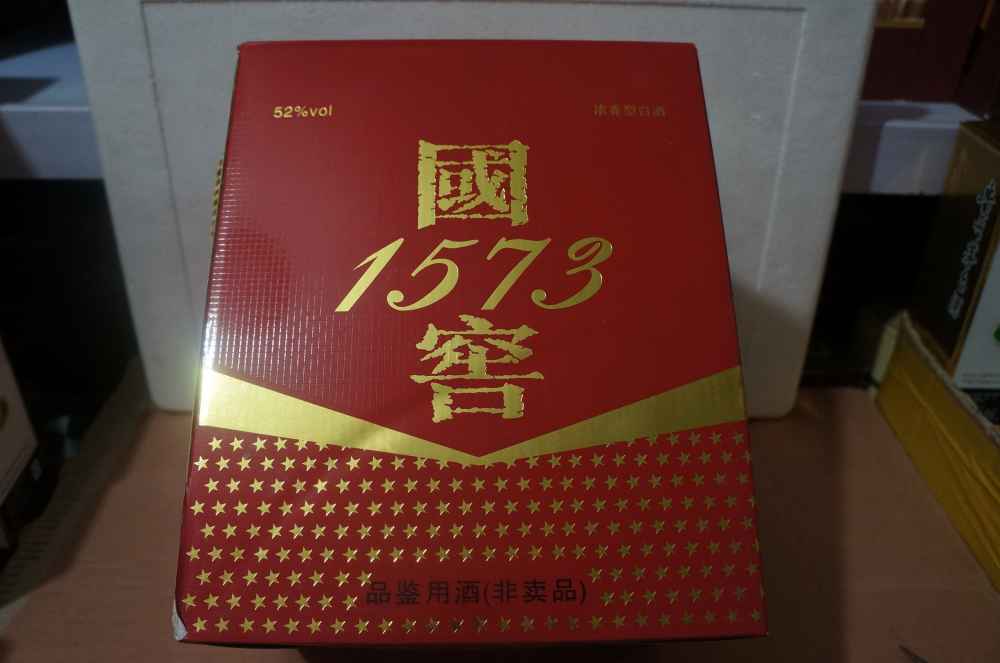 52%vol
浓香型白酒
國
1573
窖
品鉴用酒(非卖品)